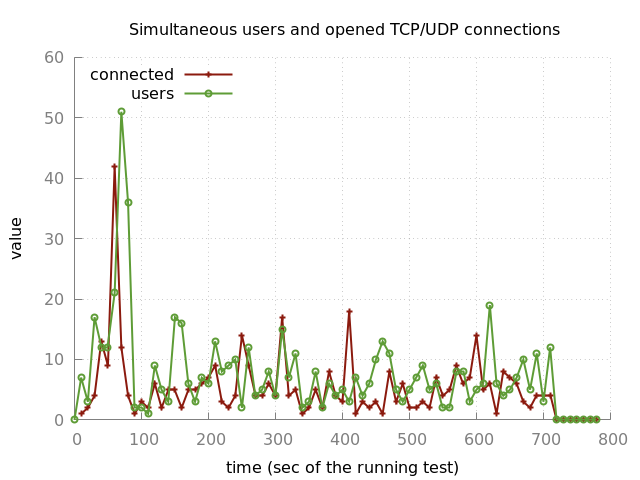 Simultaneous users and opened TCP/UDP connections
60
50
40
30
20
10
0
connected
users
value
0 100 200 300 400 500 600 700 800
time (sec of the running test)